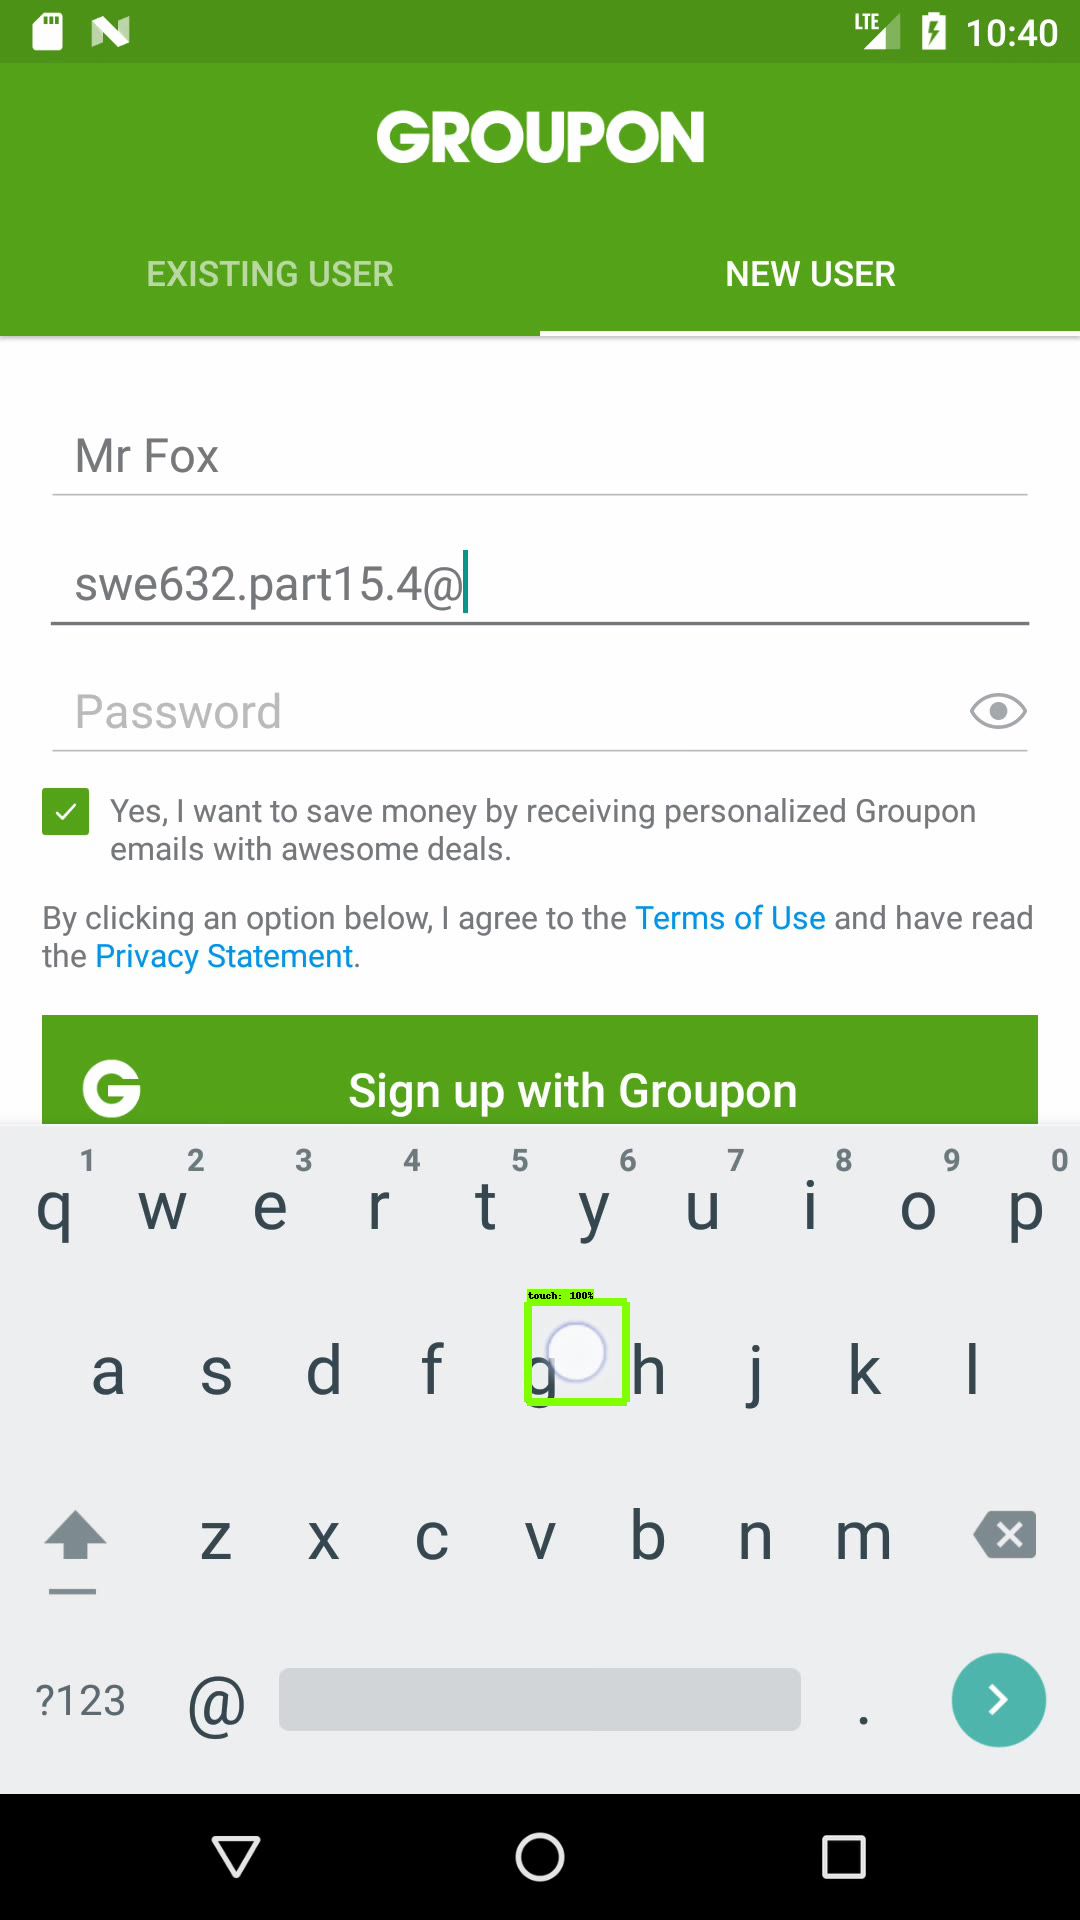 LTE 10:40
GROUPON
EXISTING USER NEW USER
Mr Fox
swe632.part15.4@
Password
Yes, I want to save money by receiving personalized Groupon
emails with awesome deals.
By clicking an option below, I agree to the Terms of Use and have read
the Privacy Statement.
G Sign up with Groupon
1 2 3 4 5 6 7 8 9 0
q w e r t y u i o p
touch: 100%
a s d f g h j k l
z x c v b n m
?123 @ .